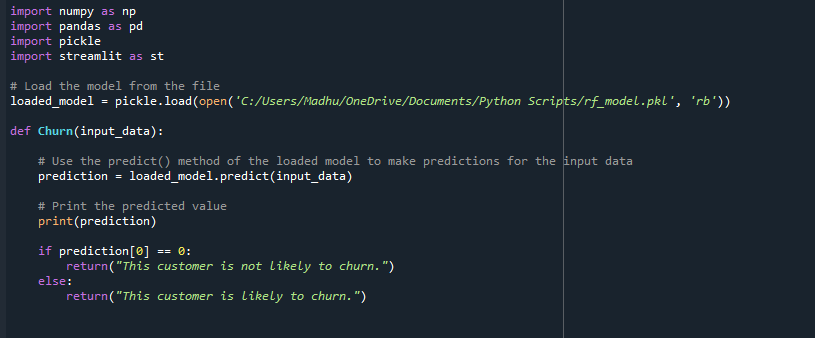 import numpy as np
import pandas as pd
import pickle
import streamlit as st
# Load the model from the file
loaded_model = pickle.load(open('C:/Users/Madhu/OneDrive/Documents/Python Scripts/rf_model.pkl', 'rb'))
def Churn(input_data):
# Use the predict() method of the loaded model to make predictions for the input data
prediction = loaded_model.predict(input_data)
# Print the predicted value
print(prediction)
if prediction[0] == 0:
return("This customer is not likely to churn.")
else:
return("This customer is likely to churn.")